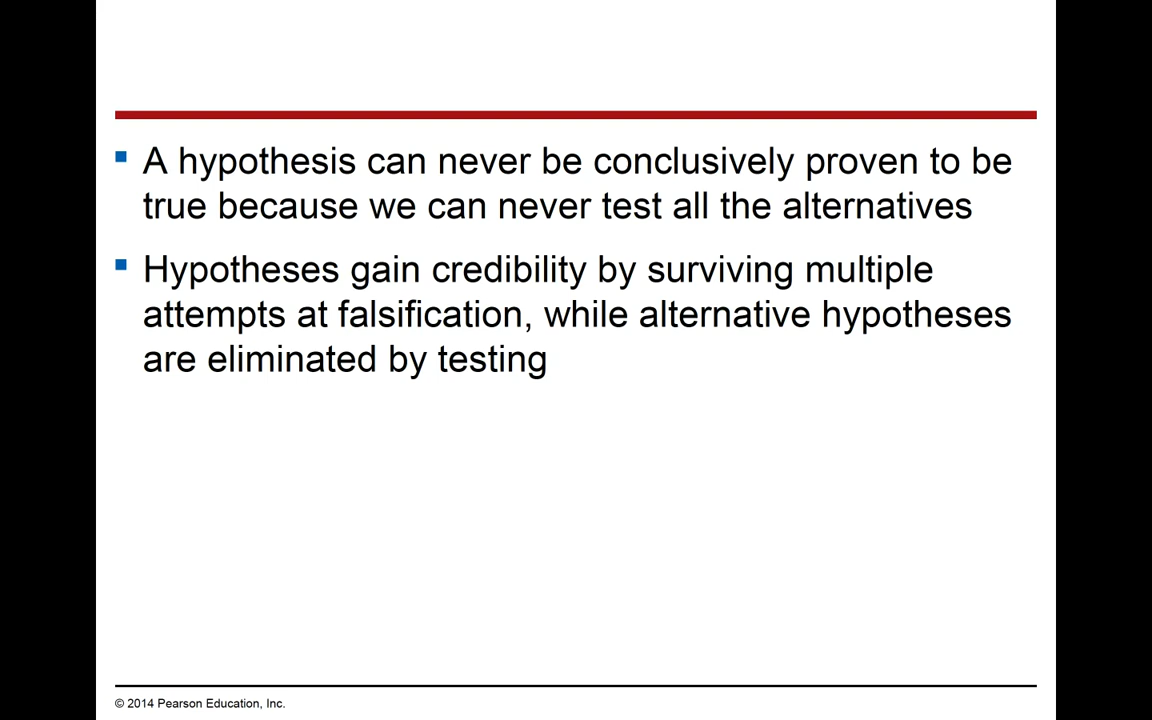 A hypothesis can never be conclusively proven to be
true because we can never test all the alternatives
Hypotheses gain credibility by surviving multiple
attempts at falsification, while alternative hypotheses
are eliminated by testing
© 2014 Pearson Education, Inc.